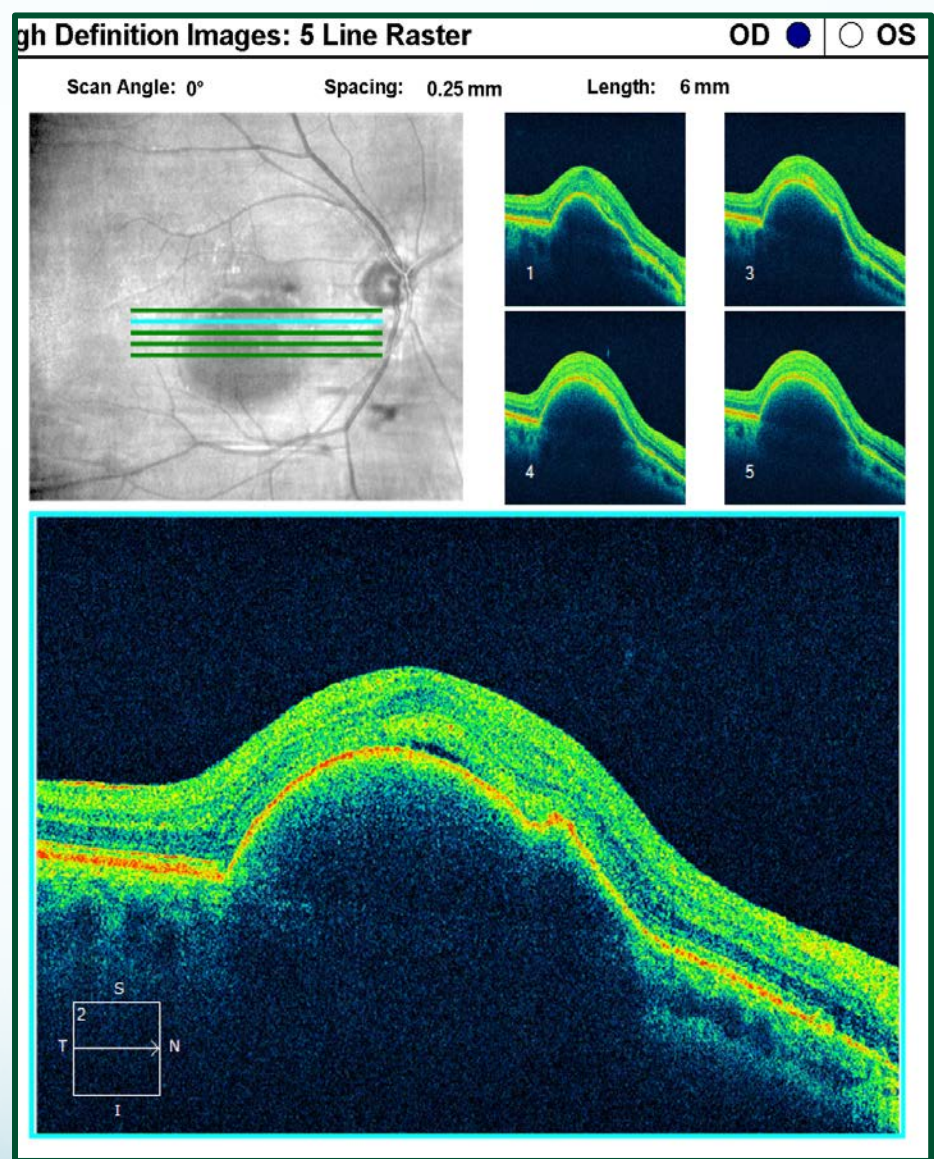 gh Definition Images: 5 Line Raster OD OS
Scan Angle: 0° Spacing: 0.25 mm Length: 6 mm
1
3
4
5
S
2
T N
I